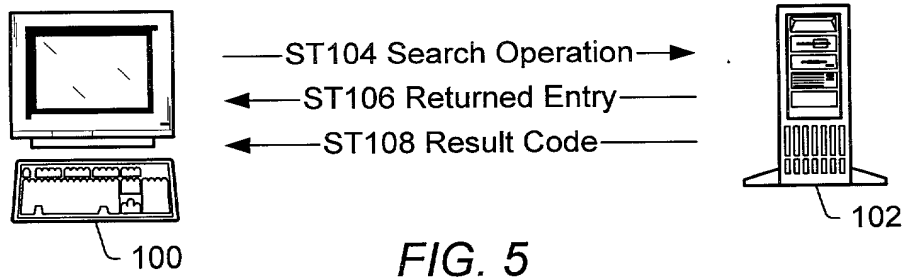 ST104 Search Operation
ST106 Returned Entry
ST108 Result Code
100
102
FIG. 5